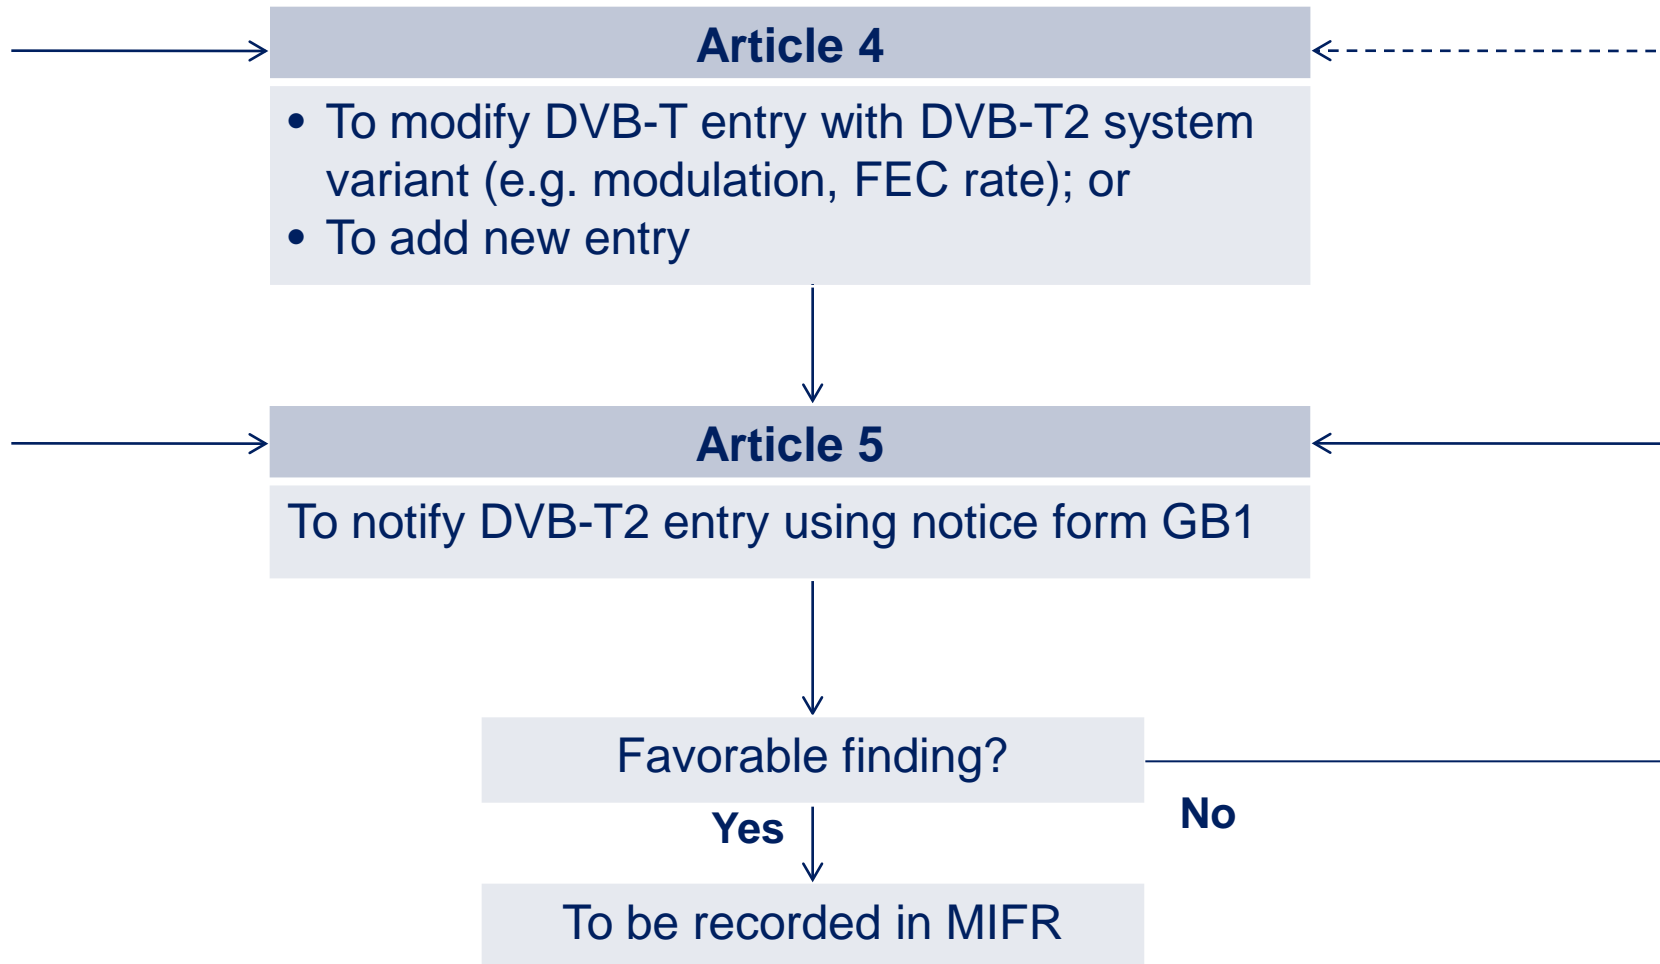 Article 4
• To modify DVB-T entry with DVB-T2 system
variant (e.g. modulation, FEC rate); or
• To add new entry
Article 5
To notify DVB-T2 entry using notice form GB1
Favorable finding?
Yes
No
To be recorded in MIFR